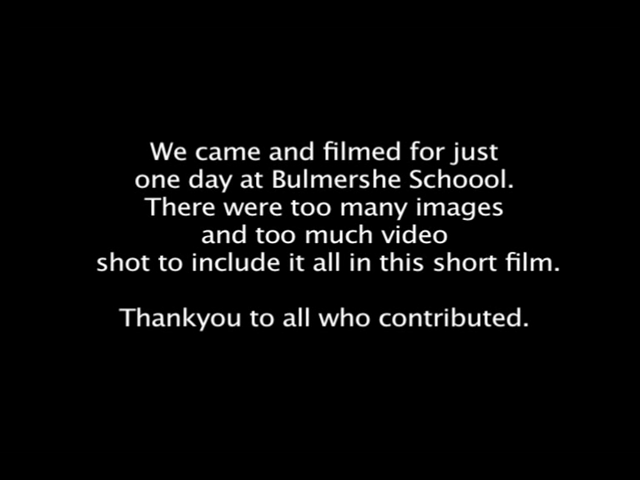 We came and filmed for just
one day at Bulmershe Schoool.
There were too many images
and too much video
shot to include it all in this short film.
Thankyou to all who contributed.